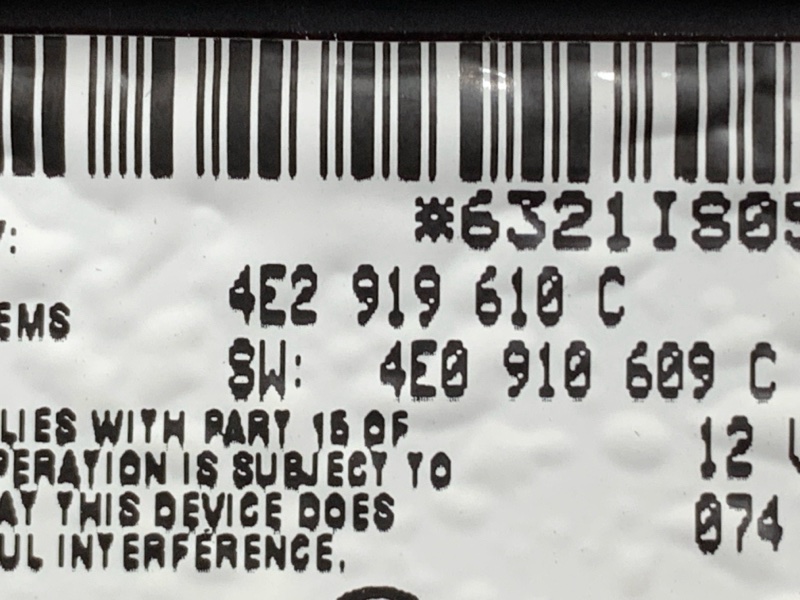 *6321I805
Y:
4E2 919 610 C
EMS
SW: 4E0 910 609 C
LIES WITH PART 15 OF
12 V
PERATION IS SUBJECT TO
AT THIS DEVICE DOES
074
UL INTERFERENCE.